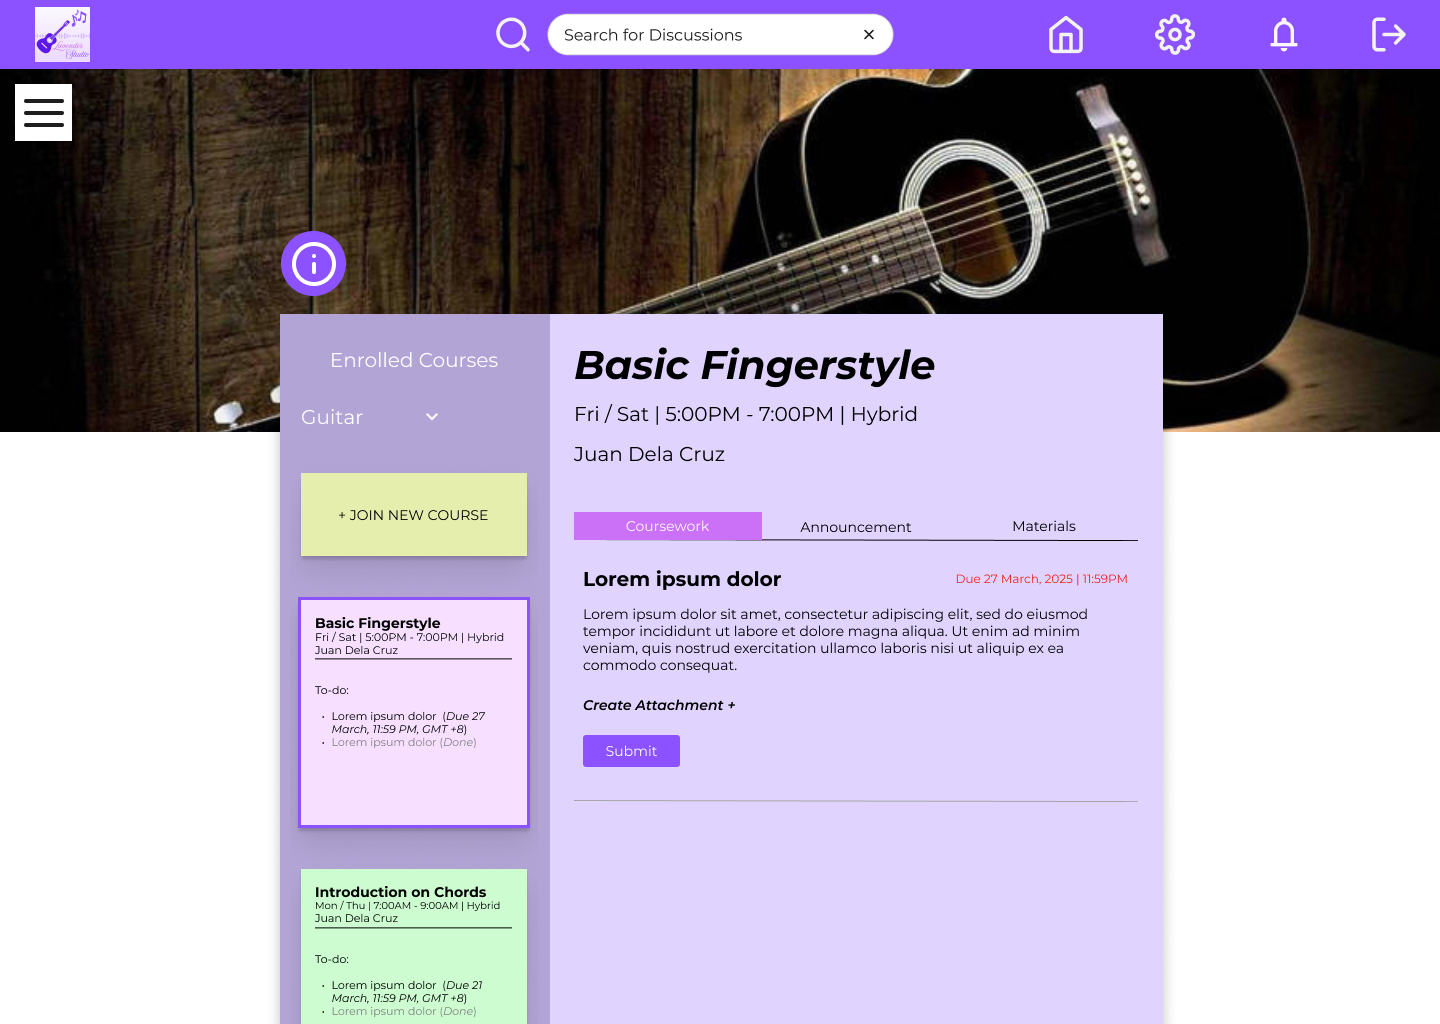 Lavender
Studio
Search for Discussions
Enrolled Courses
Guitar
+ JOIN NEW COURSE
Basic Fingerstyle
Fri / Sat | 5:00PM - 7:00PM | Hybrid
Juan Dela Cruz
To-do:
• Lorem ipsum dolor (Due 27
March, 11:59 PM, GMT +8)
• Lorem ipsum dolor (Done)
Introduction on Chords
Mon / Thu | 7:00AM - 9:00AM | Hybrid
Juan Dela Cruz
To-do:
• Lorem ipsum dolor (Due 21
March, 11:59 PM, GMT +8)
• Lorem ipsum dolor (Done)
Basic Fingerstyle
Fri / Sat | 5:00PM - 7:00PM | Hybrid
Juan Dela Cruz
Coursework Announcement Materials
Lorem ipsum dolor Due 27 March, 2025 | 11:59PM
Lorem ipsum dolor sit amet, consectetur adipiscing elit, sed do eiusmod
tempor incididunt ut labore et dolore magna aliqua. Ut enim ad minim
veniam, quis nostrud exercitation ullamco laboris nisi ut aliquip ex ea
commodo consequat.
Create Attachment +
Submit